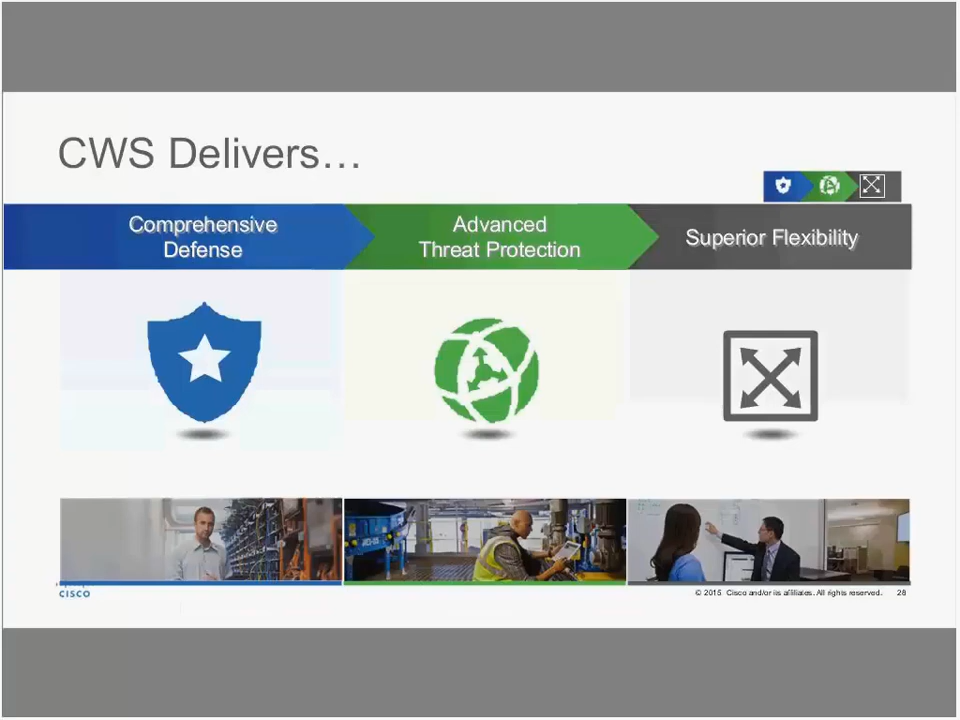 CWS Delivers…
Comprehensive
Defense
Advanced
Threat Protection
Superior Flexibility
CISCO
© 2015 Cisco and/or its affiliates. All rights reserved. 28